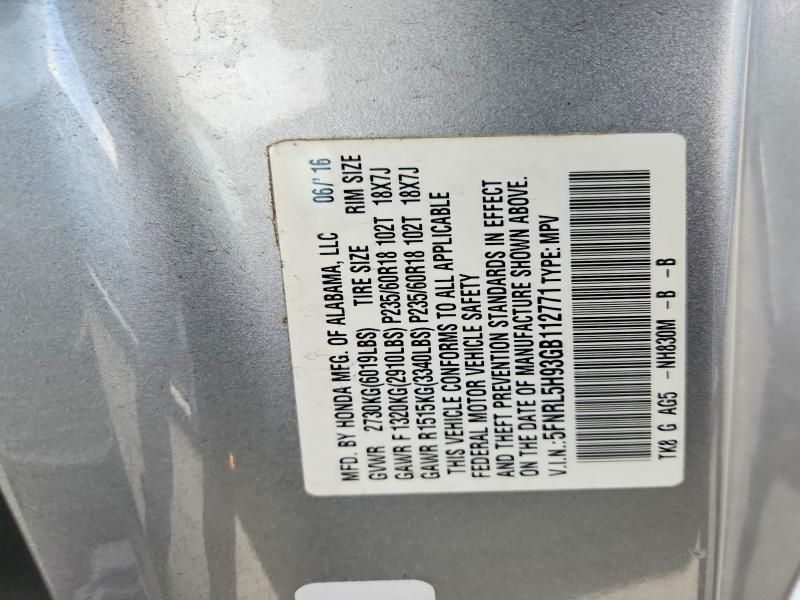 MFD. BY HONDA MFG. OF ALABAMA, LLC 06/'16
GVWR 2730KG(6019LBS) TIRE SIZE RIM SIZE
GAWR F 1320KG(2910LBS) P235/60R18 102T 18X7J
GAWR R1515KG(3340LBS) P235/60R18 102T 18X7J
THIS VEHICLE CONFORMS TO ALL APPLICABLE
FEDERAL MOTOR VEHICLE SAFETY
AND THEFT PREVENTION STANDARDS IN EFFECT
ON THE DATE OF MANUFACTURE SHOWN ABOVE.
V.I.N.:5FNRL5H93GB112771 TYPE: MPV
TK8 G AG5 -NH830M -B -B